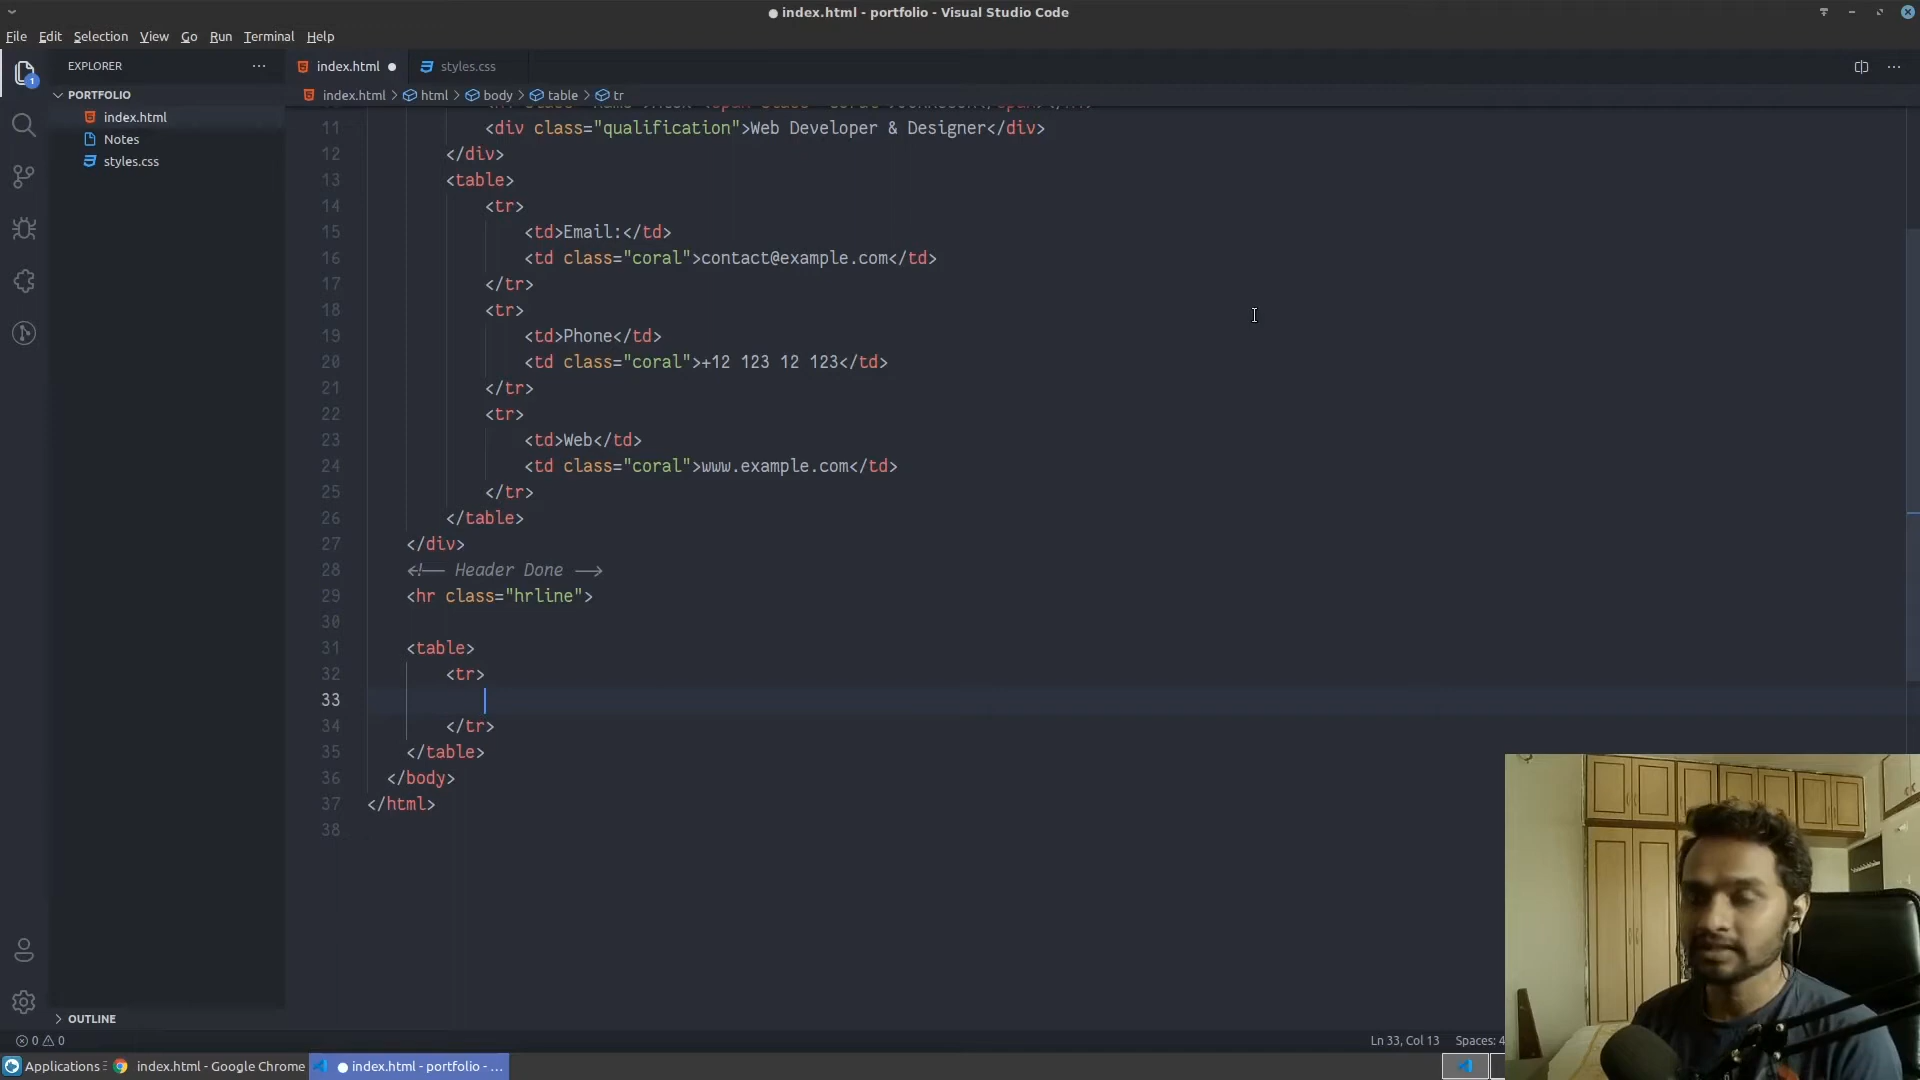 index.html - portfolio - Visual Studio Code
File Edit Selection View Go Run Terminal Help
EXPLORER
index.html
styles.css
PORTFOLIO
index.html
Notes
styles.css
OUTLINE
index.html > html > body > table > tr
11 <div class="qualification">Web Developer & Designer</div>
12 </div>
13 <table>
14 <tr>
15 <td>Email:</td>
16 <td class="coral">contact@example.com</td>
17 </tr>
18 <tr>
19 <td>Phone</td>
20 <td class="coral">+12 123 12 123</td>
21 </tr>
22 <tr>
23 <td>Web</td>
24 <td class="coral">www.example.com</td>
25 </tr>
26 </table>
27 </div>
28 <!-- Header Done -->
29 <hr class="hrline">
30
31 <table>
32 <tr>
33
34 </tr>
35 </table>
36 </body>
37 </html>
38
0 0
Ln 33, Col 13 Spaces: 4
Applications index.html - Google Chrome index.html - portfolio - ...
1